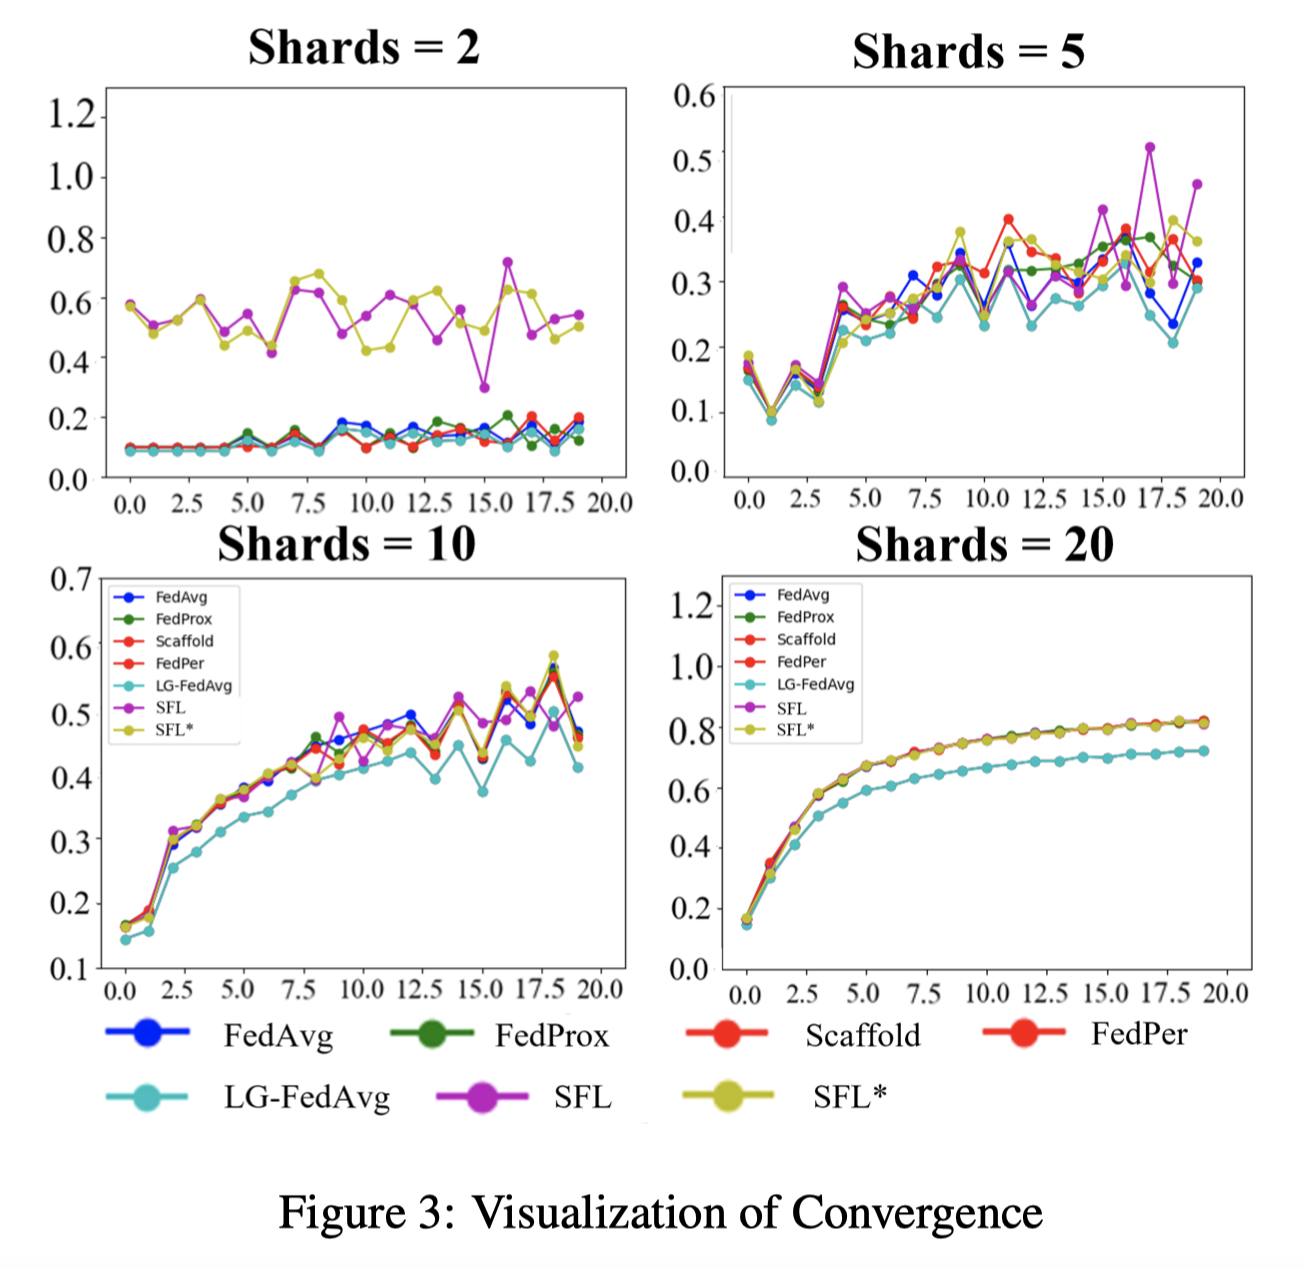 Shards = 2
1.2
1.0
0.8
0.6
0.4
0.2
0.0
0.0 2.5 5.0 7.5 10.0 12.5 15.0 17.5 20.0
Shards = 5
0.6
0.5
0.4
0.3
0.2
0.1
0.0
0.0 2.5 5.0 7.5 10.0 12.5 15.0 17.5 20.0
Shards = 10
0.7
0.6
0.5
0.4
0.3
0.2
0.1
FedAvg
FedProx
Scaffold
FedPer
LG-FedAvg
SFL
SFL*
0.0 2.5 5.0 7.5 10.0 12.5 15.0 17.5 20.0
Shards = 20
1.2
1.0
0.8
0.6
0.4
0.2
0.0
FedAvg
FedProx
Scaffold
FedPer
LG-FedAvg
SFL
SFL*
0.0 2.5 5.0 7.5 10.0 12.5 15.0 17.5 20.0
FedAvg FedProx Scaffold FedPer
LG-FedAvg SFL SFL*
Figure 3: Visualization of Convergence